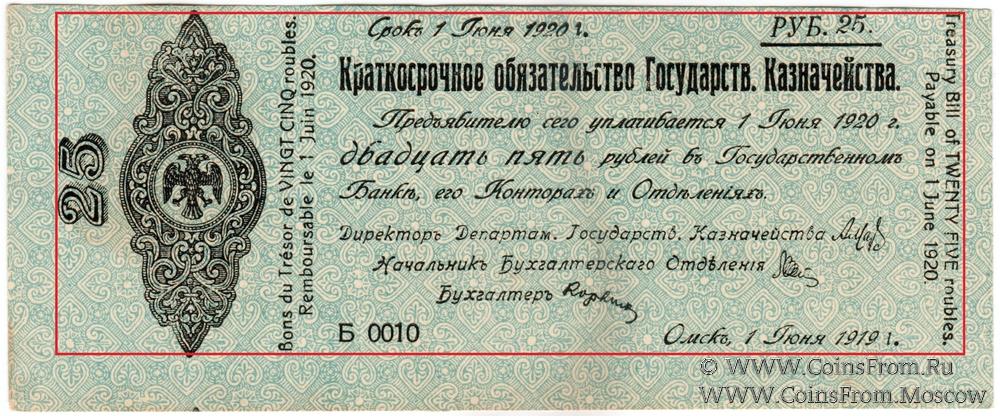 25
Bons du Trésor de VINGT CINQ roubles.
Remboursable le 1 Juin 1920.
Срокъ 1 Іюня 1920 г.
РУБ. 25.
Краткосрочное обязательство Государств. Казначейства.
Предъявителю сего уплачивается 1 Іюня 1920 г.
двадцать пять рублей въ Государственномъ
Банкѣ, его Конторахъ и Отдѣленіяхъ.
Директоръ Департам. Государств. Казначейства
Начальникъ Бухгалтерскаго Отдѣленія
Бухгалтеръ
Б 0010
Омскъ, 1 Іюня 1919 г.
Treasury Bill of TWENTY FIVE roubles.
Payable on 1 June 1920.
© WWW.CoinsFrom.Ru
WWW.CoinsFrom.Moscow